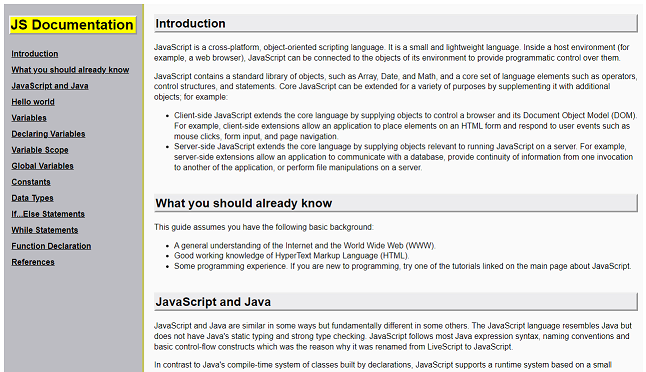 JS Documentation
Introduction
What you should already know
JavaScript and Java
Hello world
Variables
Declaring Variables
Variable Scope
Global Variables
Constants
Data Types
If...Else Statements
While Statements
Function Declaration
References
Introduction
JavaScript is a cross-platform, object-oriented scripting language. It is a small and lightweight language. Inside a host environment (for
example, a web browser), JavaScript can be connected to the objects of its environment to provide programmatic control over them.
JavaScript contains a standard library of objects, such as Array, Date, and Math, and a core set of language elements such as operators,
control structures, and statements. Core JavaScript can be extended for a variety of purposes by supplementing it with additional
objects; for example:
• Client-side JavaScript extends the core language by supplying objects to control a browser and its Document Object Model (DOM).
For example, client-side extensions allow an application to place elements on an HTML form and respond to user events such as
mouse clicks, form input, and page navigation.
• Server-side JavaScript extends the core language by supplying objects relevant to running JavaScript on a server. For example,
server-side extensions allow an application to communicate with a database, provide continuity of information from one invocation
to another of the application, or perform file manipulations on a server.
What you should already know
This guide assumes you have the following basic background:
• A general understanding of the Internet and the World Wide Web (WWW).
• Good working knowledge of HyperText Markup Language (HTML).
• Some programming experience. If you are new to programming, try one of the tutorials linked on the main page about JavaScript.
JavaScript and Java
JavaScript and Java are similar in some ways but fundamentally different in some others. The JavaScript language resembles Java but
does not have Java's static typing and strong type checking. JavaScript follows most Java expression syntax, naming conventions and
basic control-flow constructs which was the reason why it was renamed from LiveScript to JavaScript.
In contrast to Java's compile-time system of classes built by declarations, JavaScript supports a runtime system based on a small